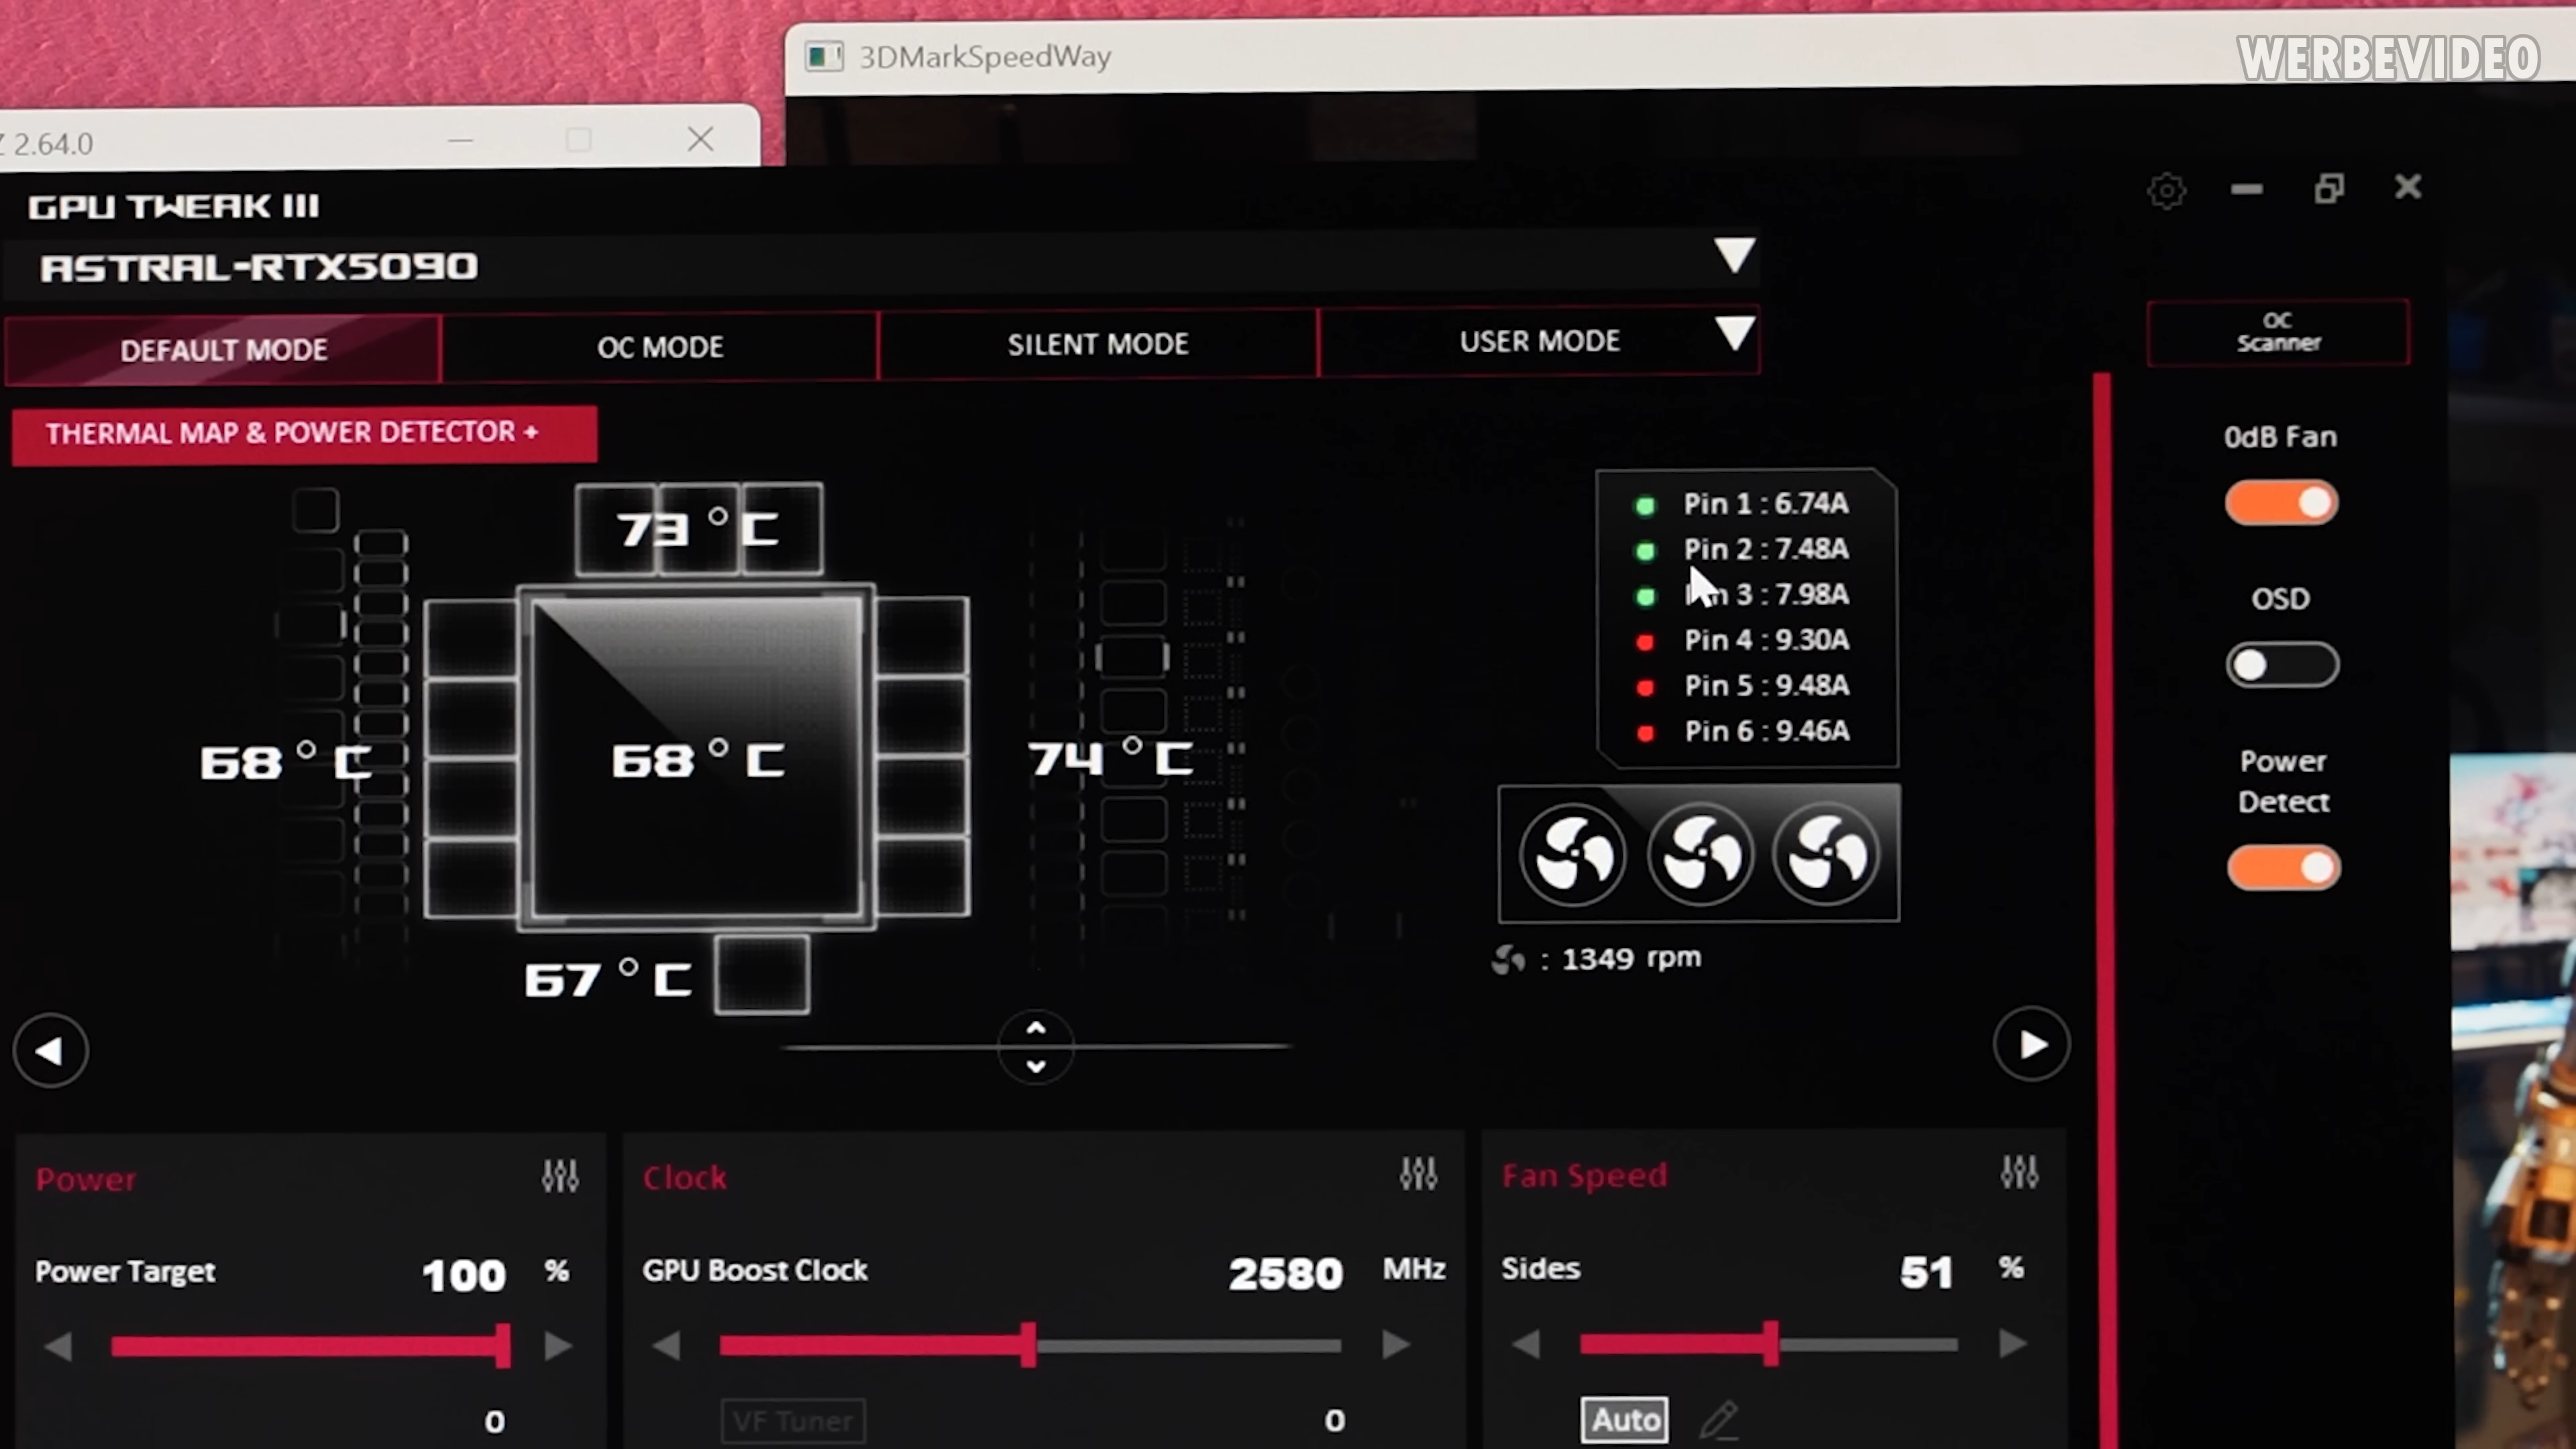 3DMarkSpeedWay
WERBEVIDEO
Z 2.64.0
GPU TWEAK III
ASTRAL-RTX5090
DEFAULT MODE
OC MODE
SILENT MODE
USER MODE
OC
Scanner
THERMAL MAP & POWER DETECTOR +
0dB Fan
73 °C
Pin 1 : 6.74A
Pin 2 : 7.48A
3 : 7.98A
Pin 4 : 9.30A
Pin 5 : 9.48A
Pin 6 : 9.46A
OSD
68 °C
68 °C
74 °C
Power
Detect
67 °C
: 1349 rpm
Power
Clock
Fan Speed
Power Target
100 %
GPU Boost Clock
2580 MHz
Sides
51 %
0
VF Tuner
0
Auto